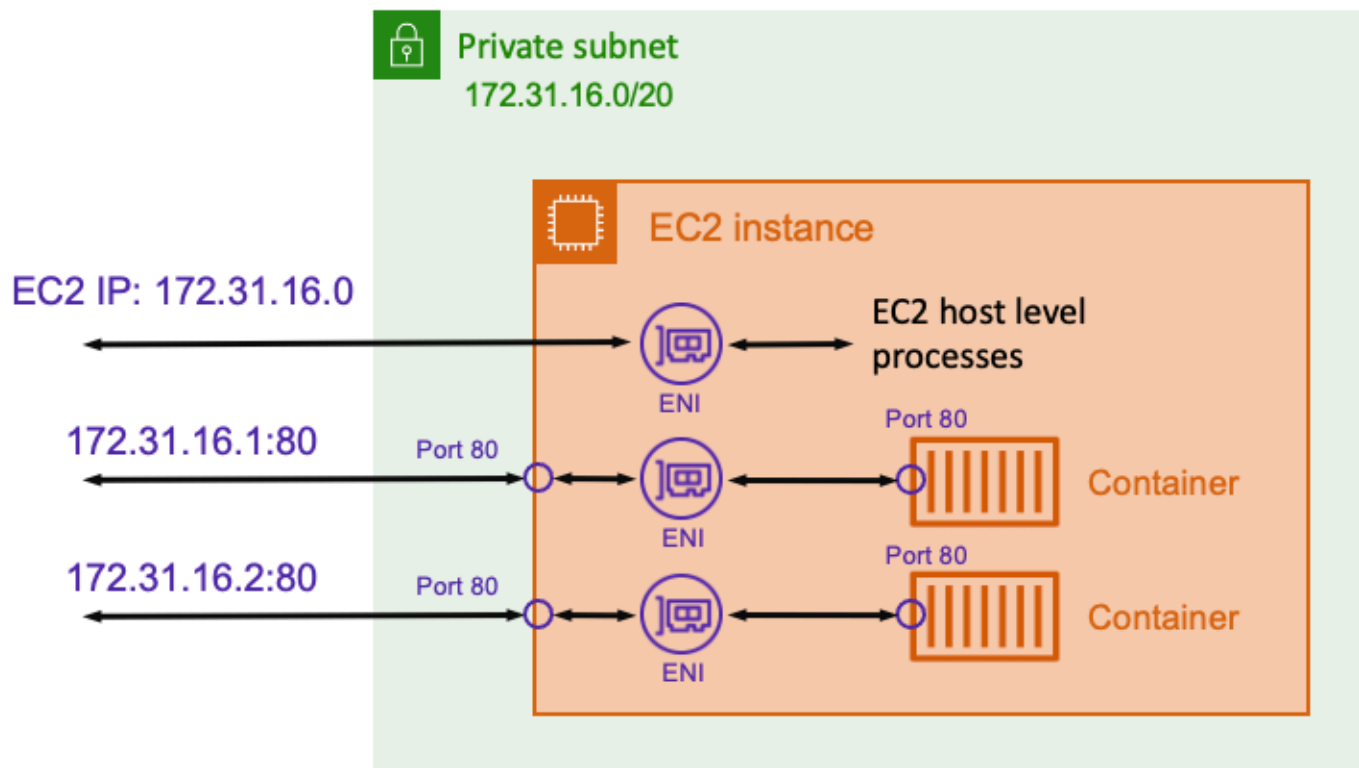 Private subnet
172.31.16.0/20
EC2 instance
EC2 IP: 172.31.16.0
EC2 host level
processes
ENI
172.31.16.1:80
Port 80
Port 80
Container
ENI
172.31.16.2:80
Port 80
Port 80
Container
ENI